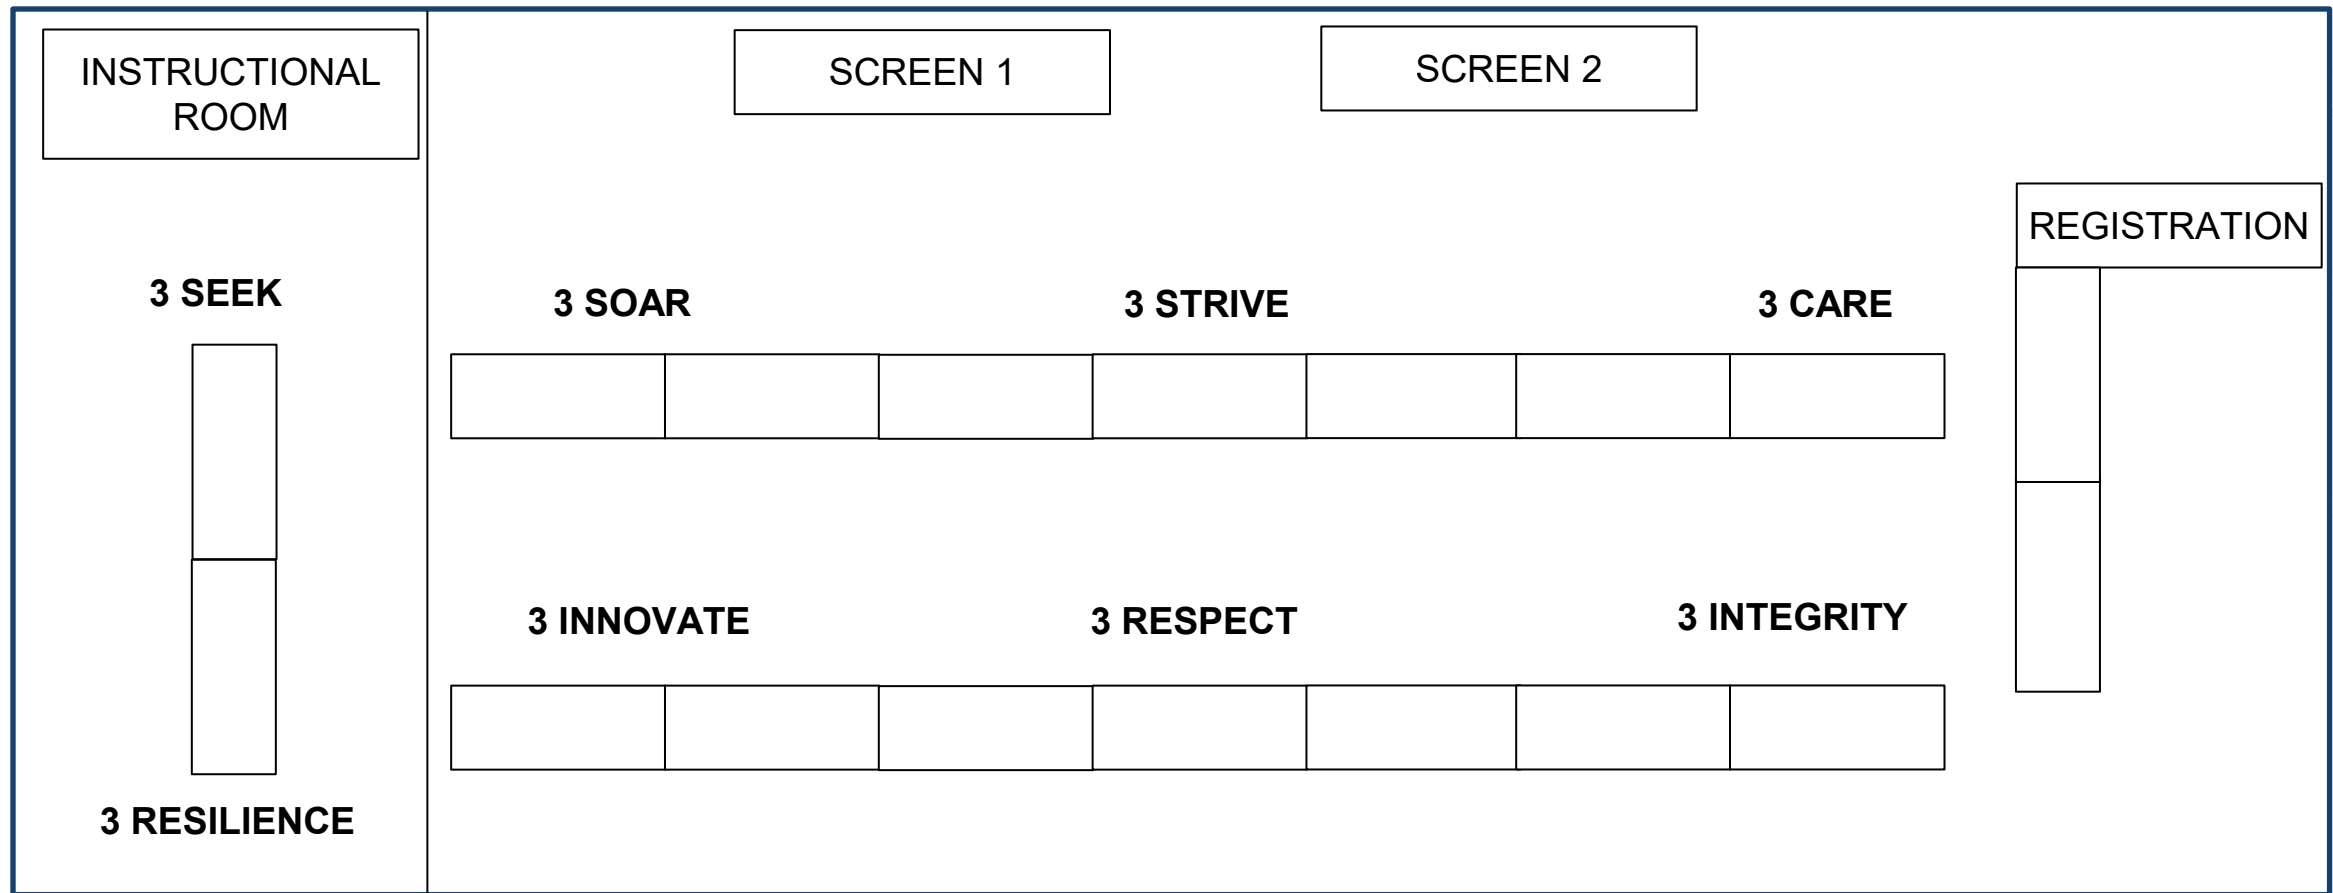 INSTRUCTIONAL
ROOM
SCREEN 1
SCREEN 2
REGISTRATION
3 SEEK
3 SOAR
3 STRIVE
3 CARE
3 INNOVATE
3 RESPECT
3 INTEGRITY
3 RESILIENCE